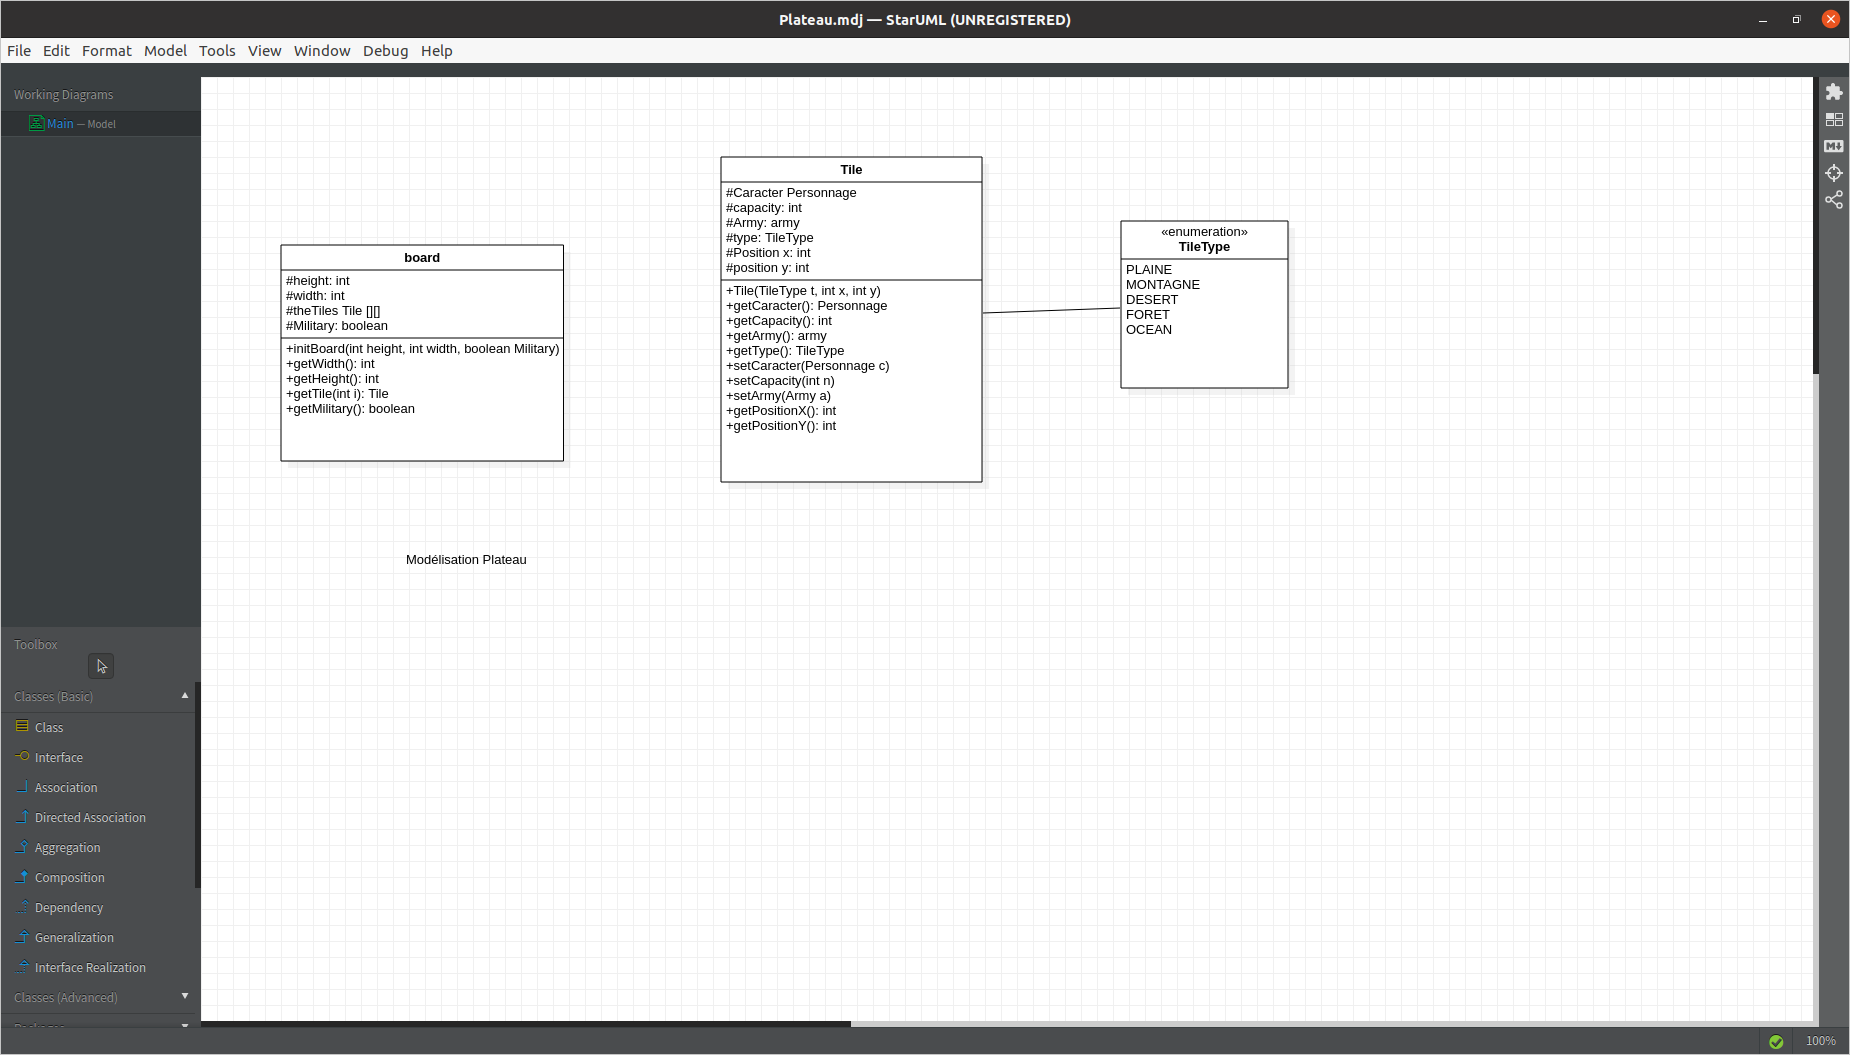 Plateau.mdj — StarUML (UNREGISTERED)
File Edit Format Model Tools View Window Debug Help
Working Diagrams
Main — Model
board
#height: int
#width: int
#theTiles Tile [][]
#Military: boolean
+initBoard(int height, int width, boolean Military)
+getWidth(): int
+getHeight(): int
+getTile(int i): Tile
+getMilitary(): boolean
Tile
#Caracter Personnage
#capacity: int
#Army: army
#type: TileType
#Position x: int
#position y: int
+Tile(TileType t, int x, int y)
+getCaracter(): Personnage
+getCapacity(): int
+getArmy(): army
+getType(): TileType
+setCaracter(Personnage c)
+setCapacity(int n)
+setArmy(Army a)
+getPositionX(): int
+getPositionY(): int
«enumeration»
TileType
PLAINE
MONTAGNE
DESERT
FORET
OCEAN
Modélisation Plateau
Toolbox
Classes (Basic)
Class
Interface
Association
Directed Association
Aggregation
Composition
Dependency
Generalization
Interface Realization
Classes (Advanced)
100%